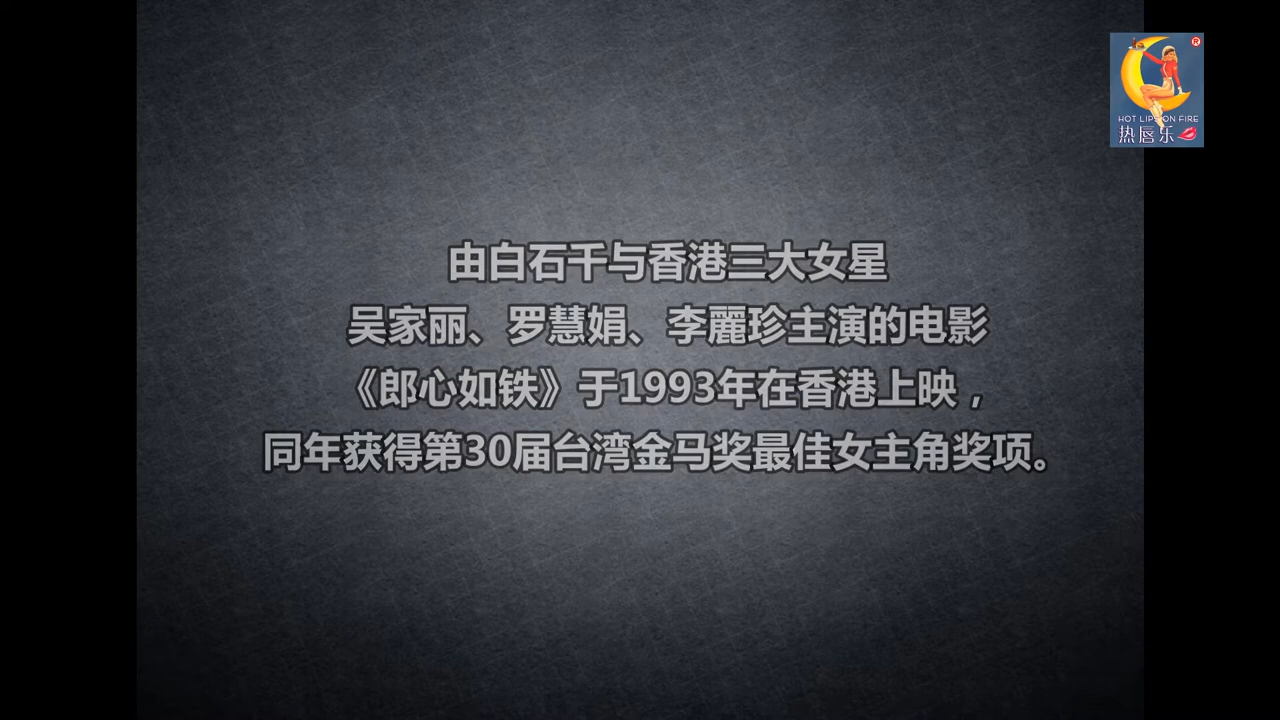 HOT LIPS ON FIRE
热唇乐
由白石千与香港三大女星
吴家丽、罗慧娟、李麗珍主演的电影
《郎心如铁》于1993年在香港上映，
同年获得第30届台湾金马奖最佳女主角奖项。